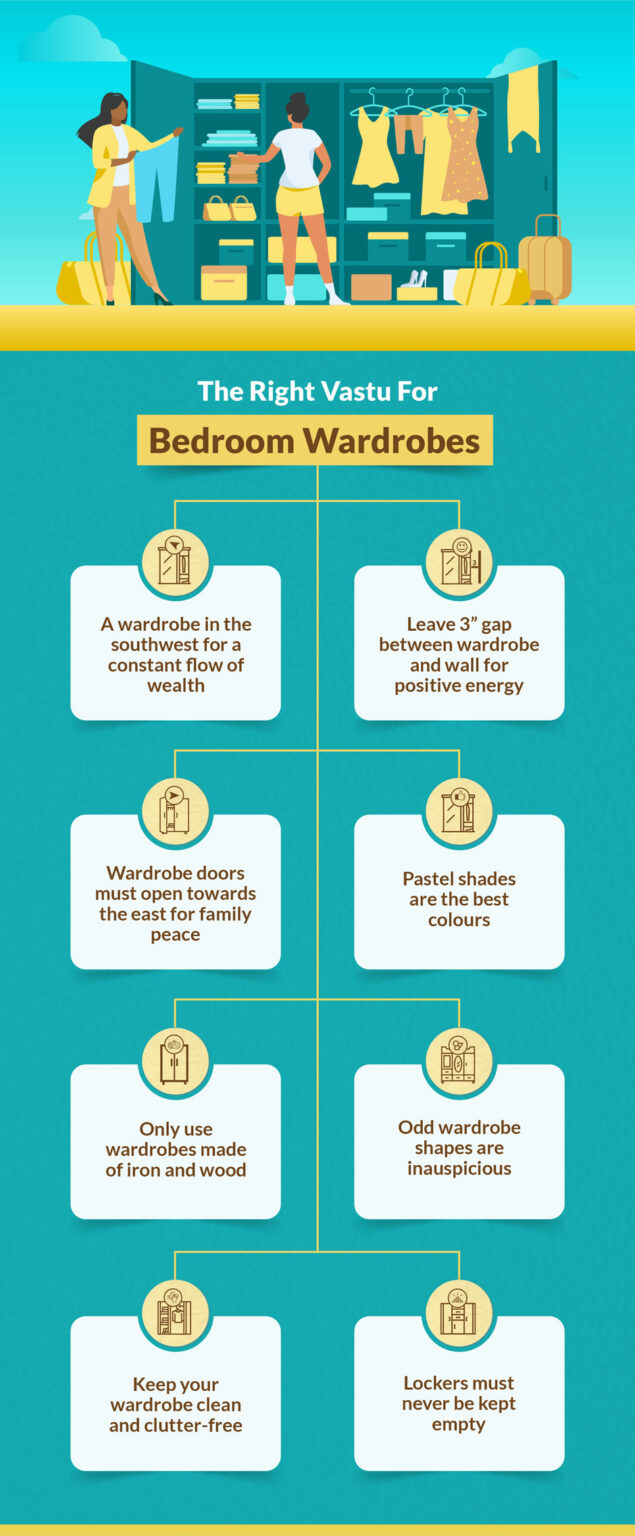 The Right Vastu For
Bedroom Wardrobes
A wardrobe in the
southwest for a
constant flow of
wealth
Leave 3” gap
between wardrobe
and wall for
positive energy
Wardrobe doors
must open towards
the east for family
peace
Pastel shades
are the best
colours
Only use
wardrobes made
of iron and wood
Odd wardrobe
shapes are
inauspicious
Keep your
wardrobe clean
and clutter-free
Lockers must
never be kept
empty